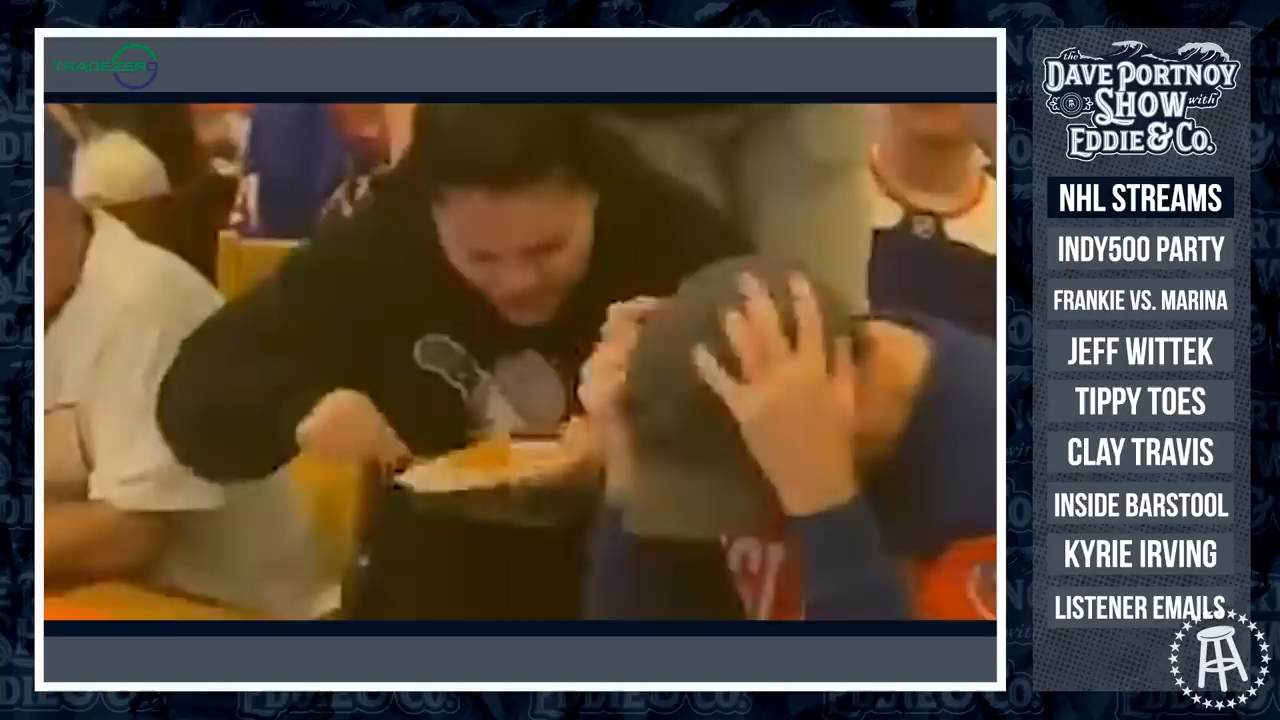 TRADEZERO
the
DAVE PORTNOY
SHOW with
EDDIE & CO.
NHL STREAMS
INDY500 PARTY
FRANKIE VS. MARINA
JEFF WITTEK
TIPPY TOES
CLAY TRAVIS
INSIDE BARSTOOL
KYRIE IRVING
LISTENER EMAILS